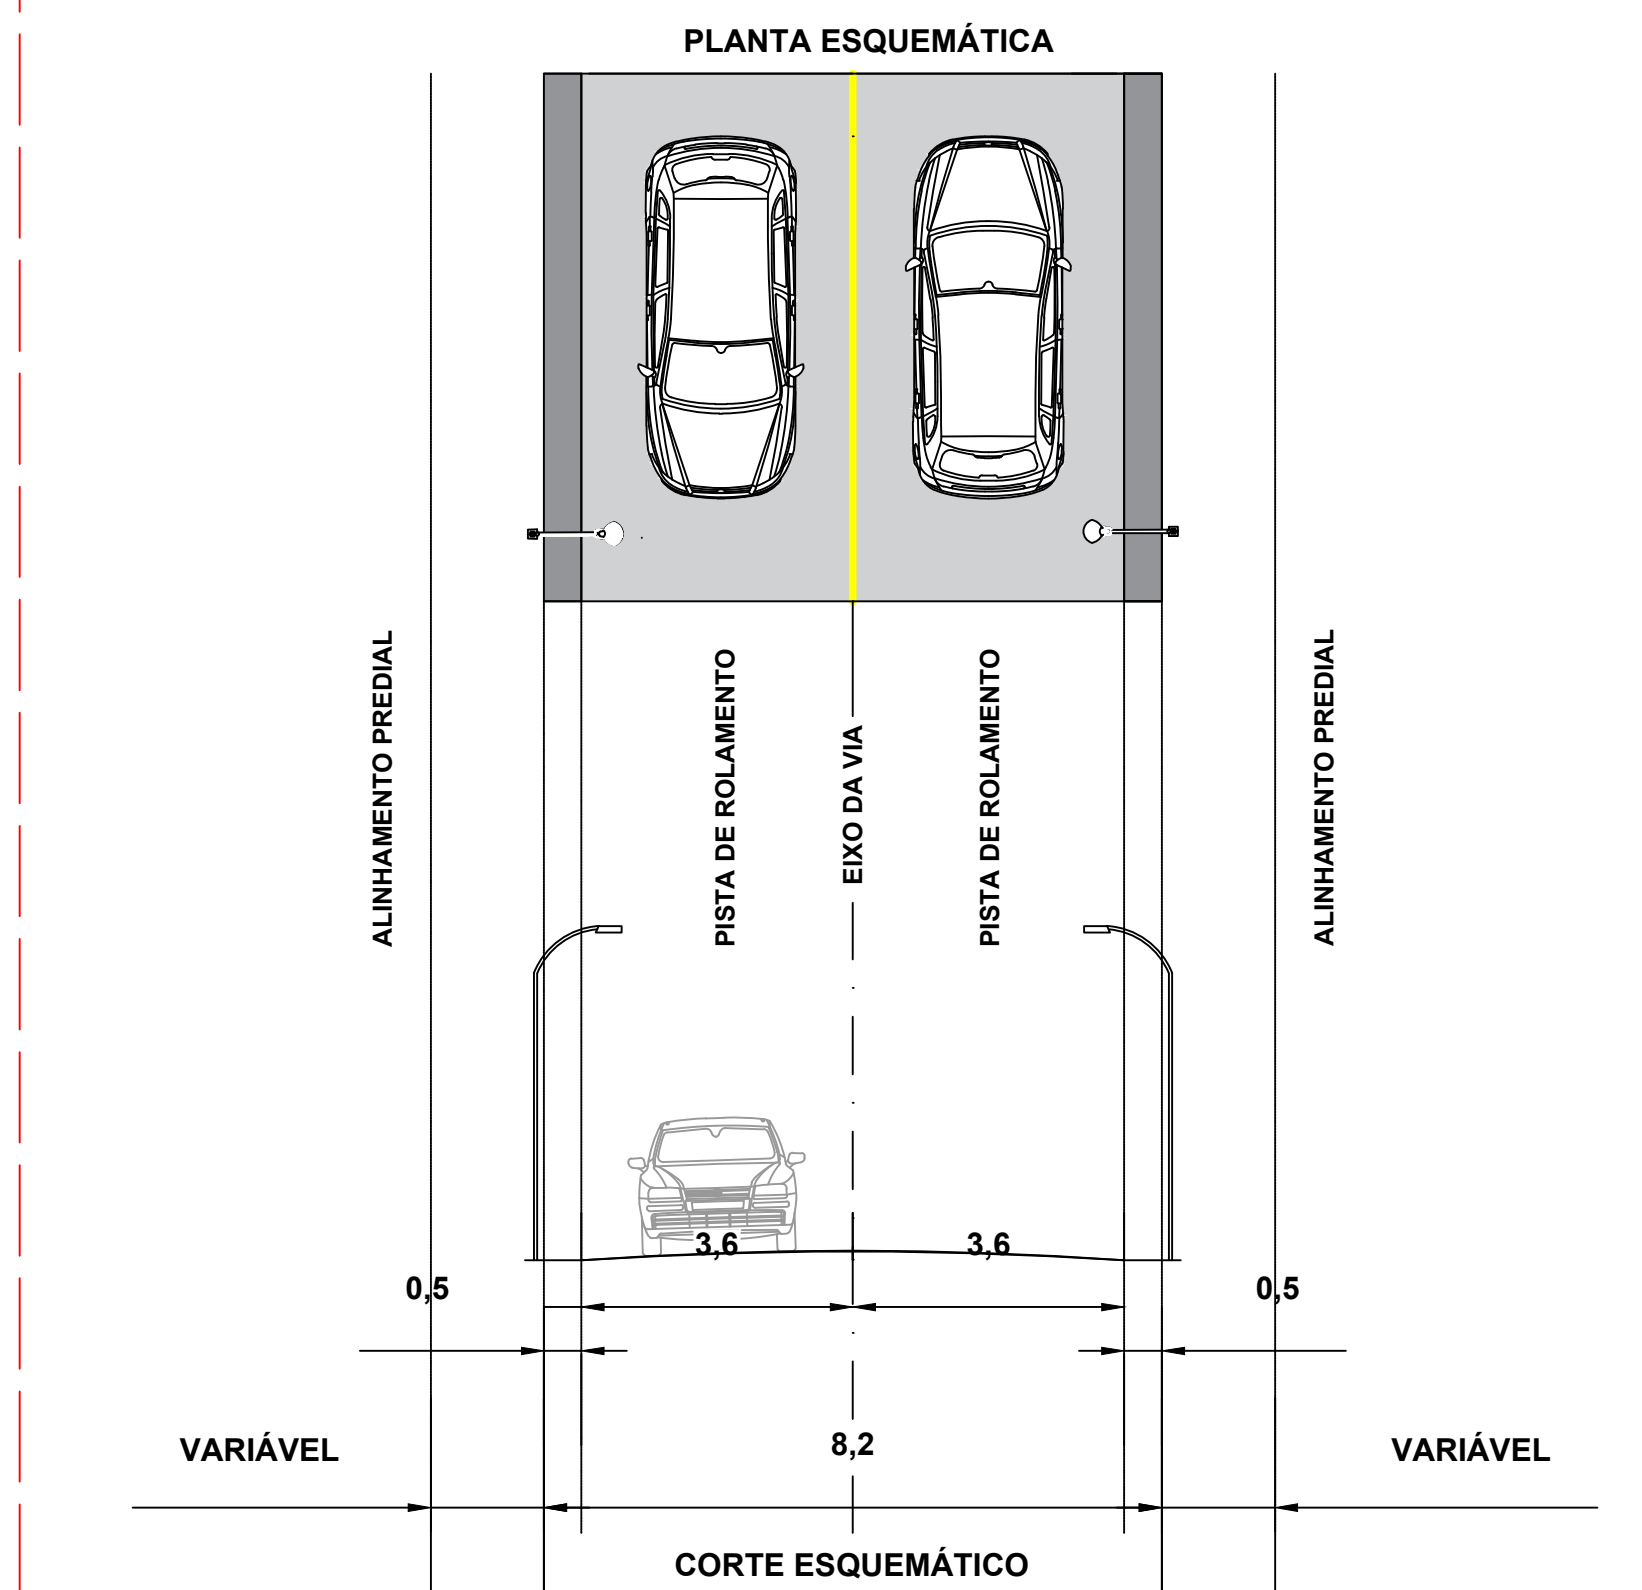 PLANTA ESQUEMÁTICA
ALINHAMENTO PREDIAL
PISTA DE ROLAMENTO
EIXO DA VIA
PISTA DE ROLAMENTO
ALINHAMENTO PREDIAL
3,6
3,6
0,5
0,5
VARIÁVEL
8,2
VARIÁVEL
CORTE ESQUEMÁTICO